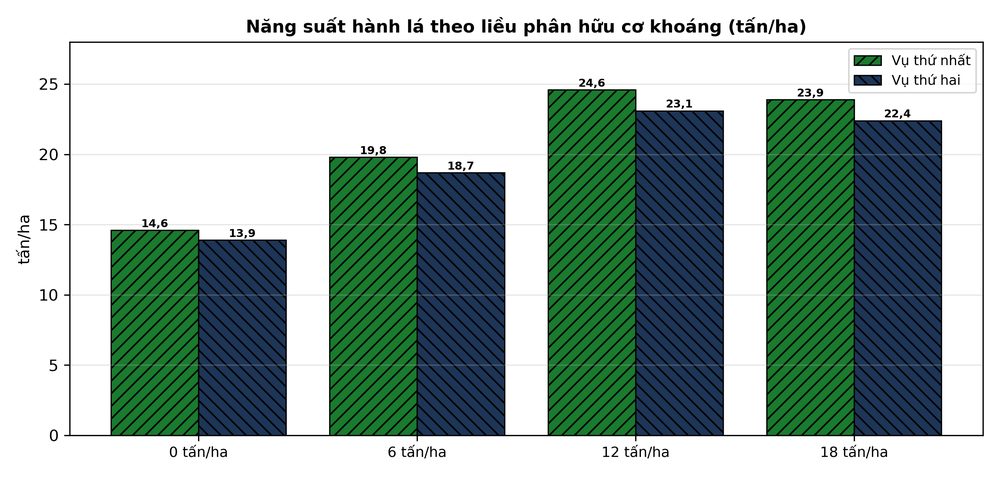 Năng suất hành lá theo liều phân hữu cơ khoáng (tấn/ha)
Vụ thứ nhất
Vụ thứ hai
tấn/ha
25
20
15
10
5
0
14,6
13,9
19,8
18,7
24,6
23,1
23,9
22,4
0 tấn/ha
6 tấn/ha
12 tấn/ha
18 tấn/ha